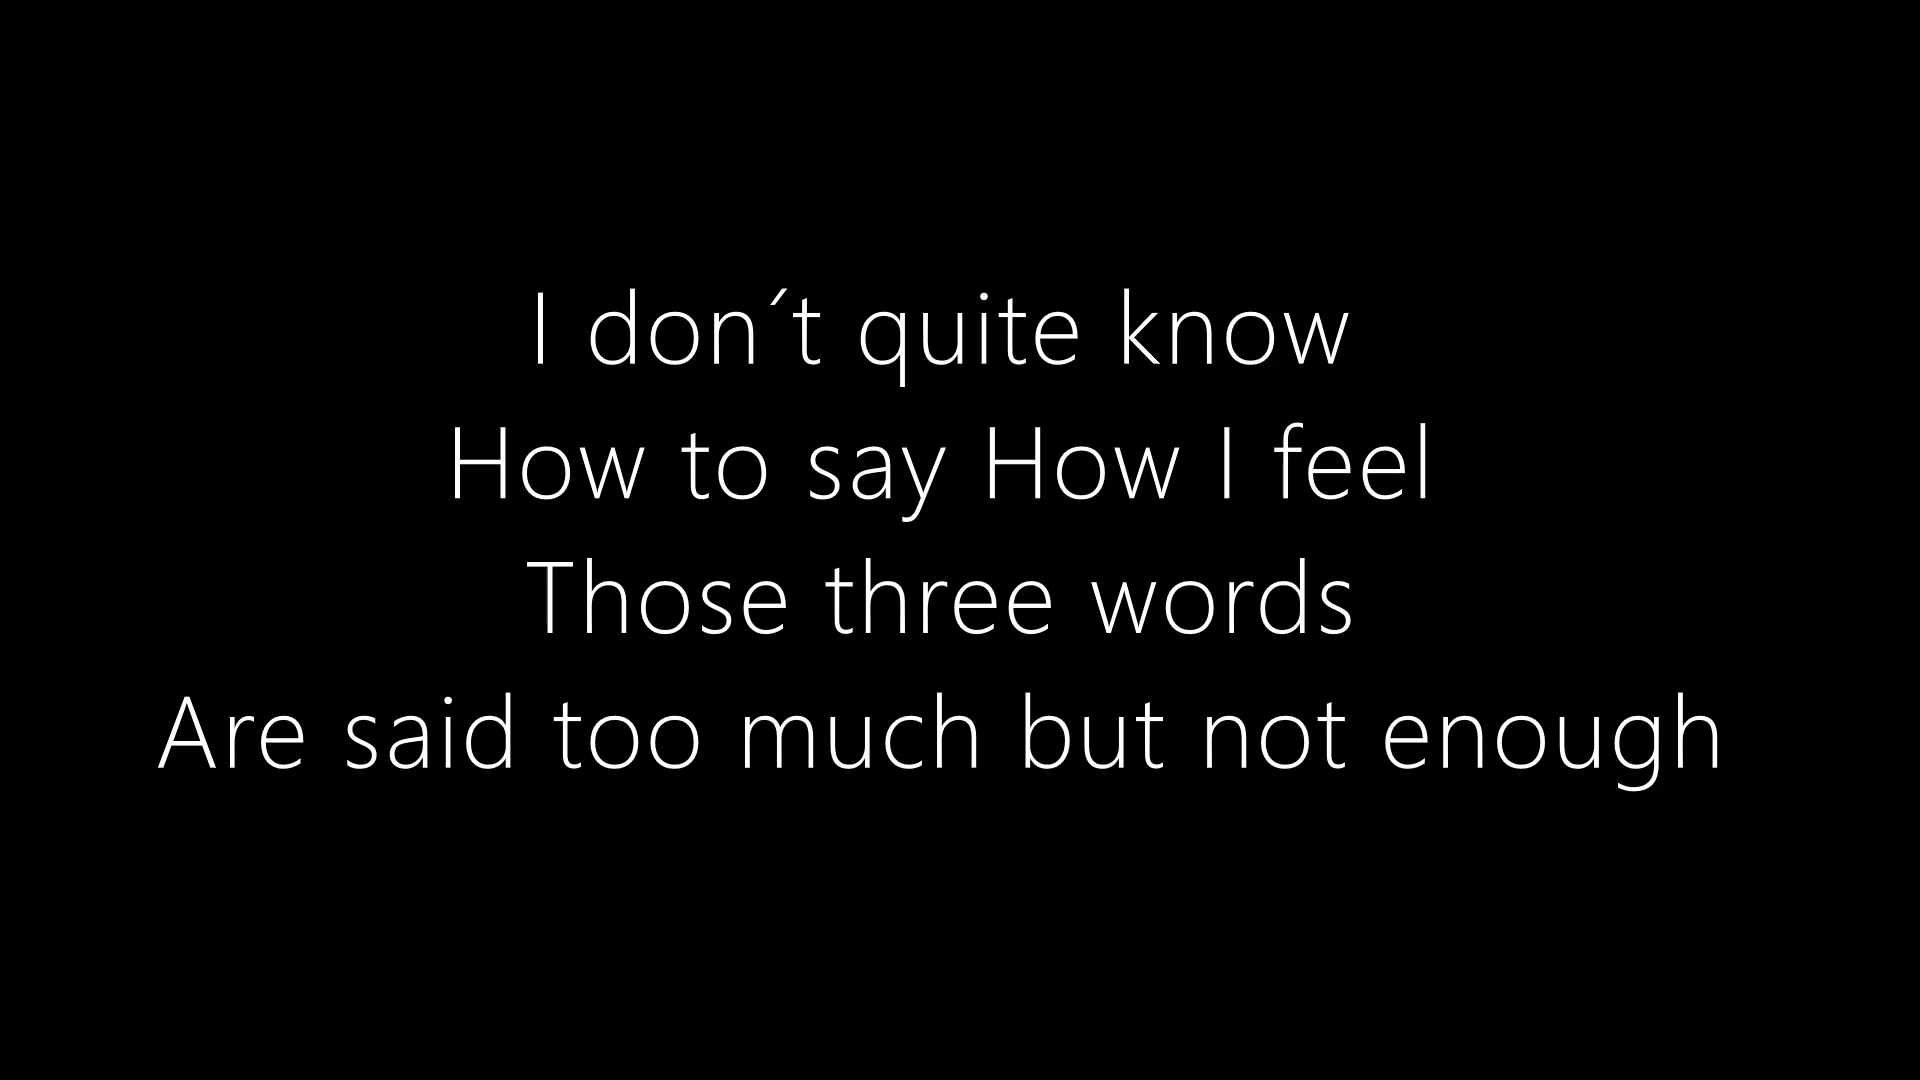 I don´t quite know
How to say How I feel
Those three words
Are said too much but not enough